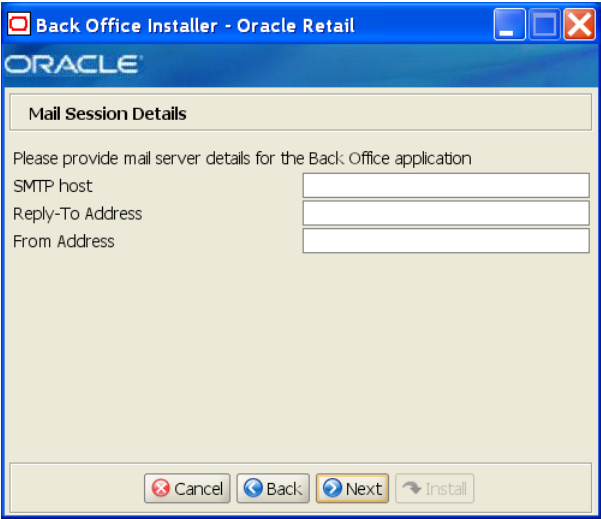 Back Office Installer - Oracle Retail
ORACLE
Mail Session Details
Please provide mail server details for the Back Office application
SMTP host
Reply-To Address
From Address
Cancel Back Next Install